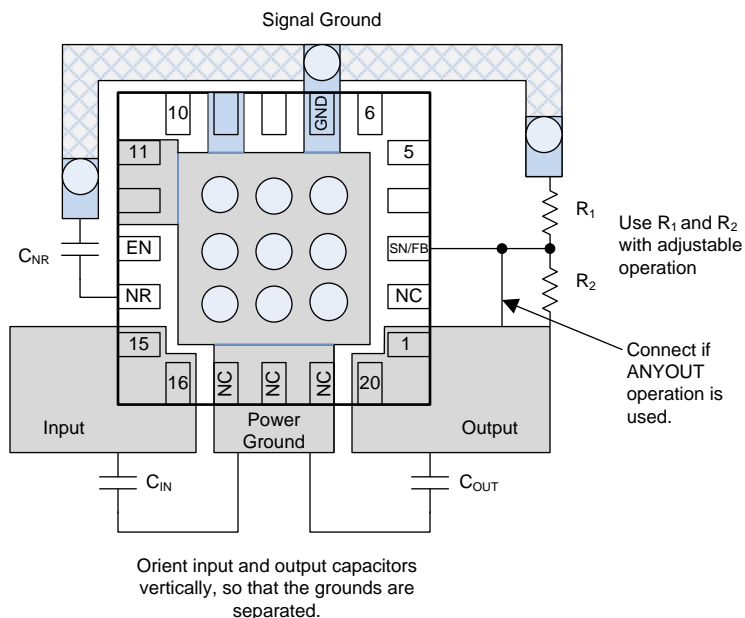 Signal Ground
10
GND
6
11
5
EN
SN/FB
R1
Use R1 and R2
with adjustable
operation
CNR
NR
NC
R2
15
1
16
NC
NC
NC
20
Connect if
ANYOUT
operation is
used.
Input
Power
Ground
Output
CIN
COUT
Orient input and output capacitors
vertically, so that the grounds are
separated.